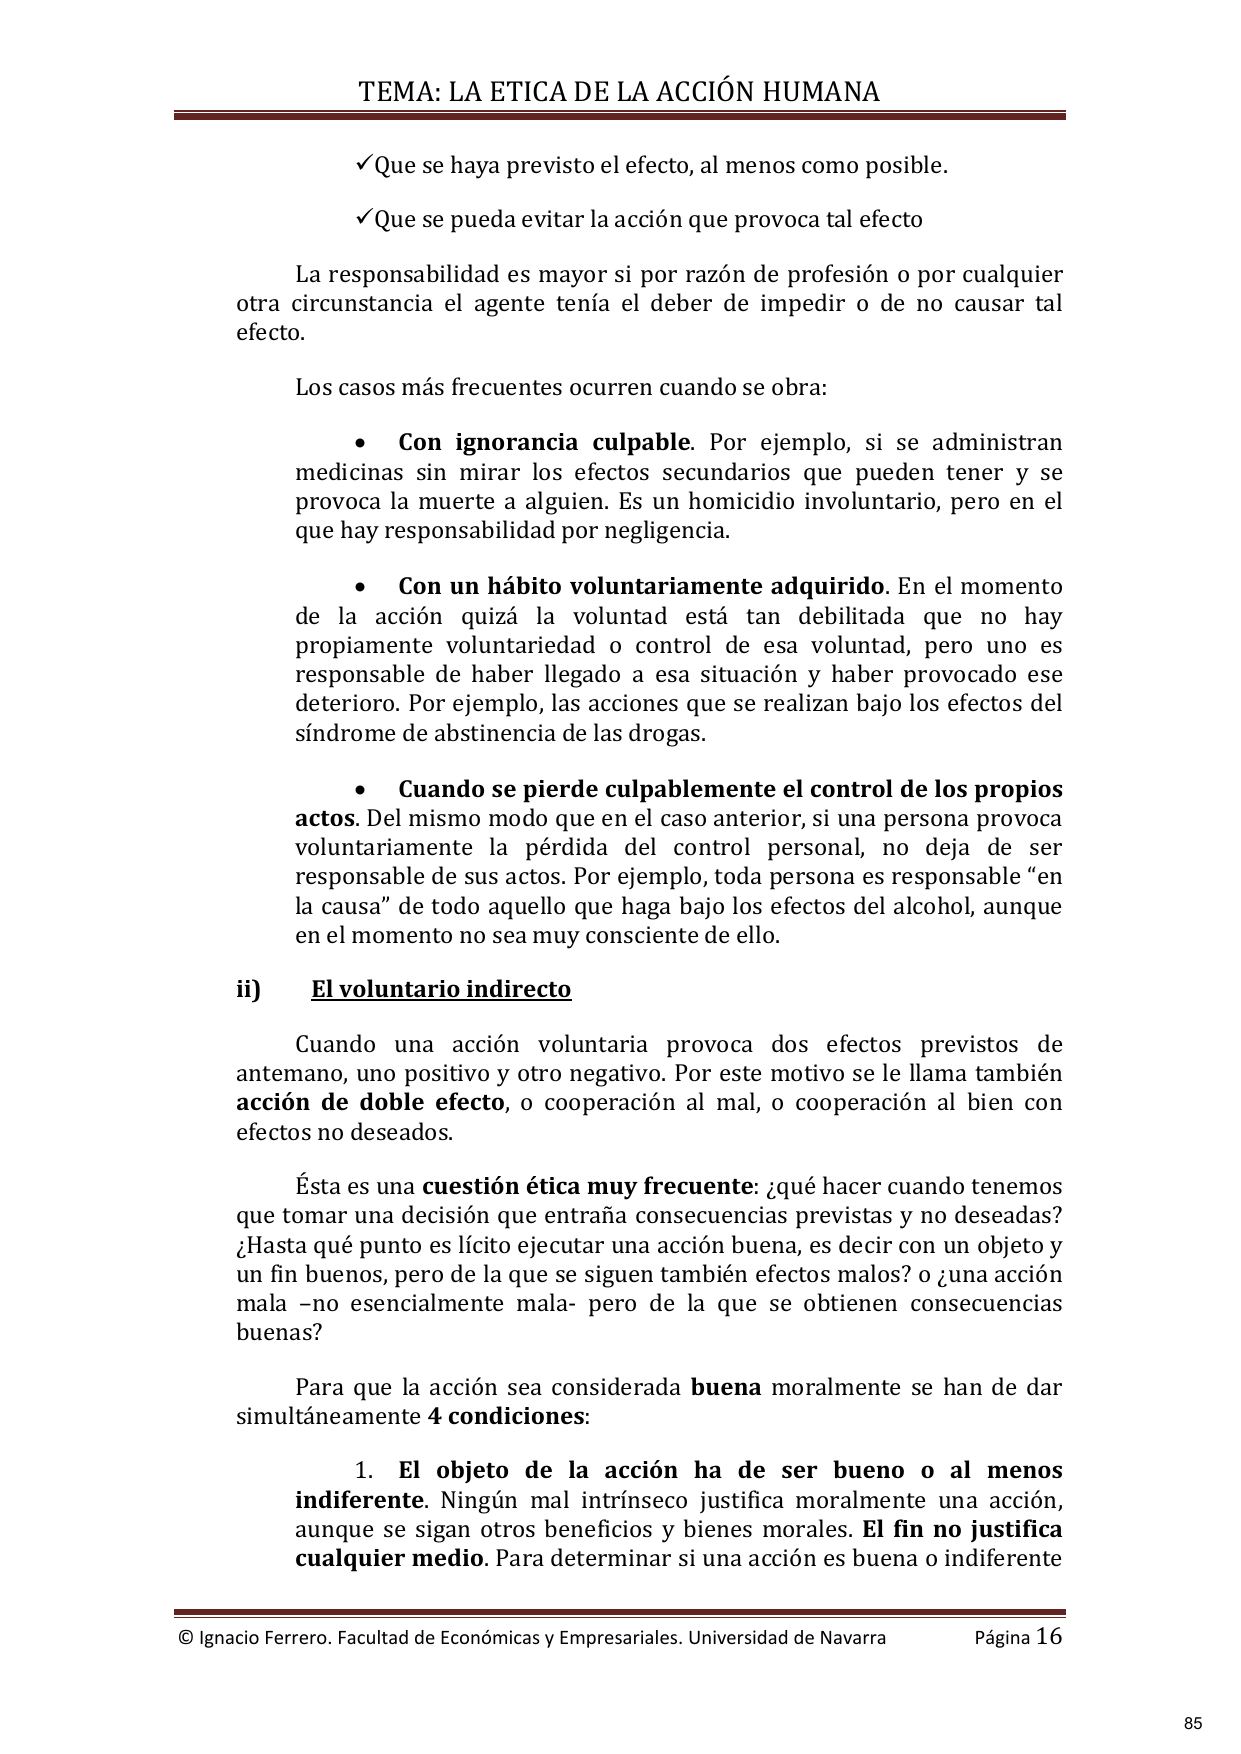 TEMA: LA ETICA DE LA ACCIÓN HUMANA
✓Que se haya previsto el efecto, al menos como posible.
✓Que se pueda evitar la acción que provoca tal efecto
La responsabilidad es mayor si por razón de profesión o por cualquier
otra circunstancia el agente tenía el deber de impedir o de no causar tal
efecto.
Los casos más frecuentes ocurren cuando se obra:
• Con ignorancia culpable. Por ejemplo, si se administran
medicinas sin mirar los efectos secundarios que pueden tener y se
provoca la muerte a alguien. Es un homicidio involuntario, pero en el
que hay responsabilidad por negligencia.
• Con un hábito voluntariamente adquirido. En el momento
de la acción quizá la voluntad está tan debilitada que no hay
propiamente voluntariedad o control de esa voluntad, pero uno es
responsable de haber llegado a esa situación y haber provocado ese
deterioro. Por ejemplo, las acciones que se realizan bajo los efectos del
síndrome de abstinencia de las drogas.
• Cuando se pierde culpablemente el control de los propios
actos. Del mismo modo que en el caso anterior, si una persona provoca
voluntariamente la pérdida del control personal, no deja de ser
responsable de sus actos. Por ejemplo, toda persona es responsable “en
la causa” de todo aquello que haga bajo los efectos del alcohol, aunque
en el momento no sea muy consciente de ello.
ii) El voluntario indirecto
Cuando una acción voluntaria provoca dos efectos previstos de
antemano, uno positivo y otro negativo. Por este motivo se le llama también
acción de doble efecto, o cooperación al mal, o cooperación al bien con
efectos no deseados.
Ésta es una cuestión ética muy frecuente: ¿qué hacer cuando tenemos
que tomar una decisión que entraña consecuencias previstas y no deseadas?
¿Hasta qué punto es lícito ejecutar una acción buena, es decir con un objeto y
un fin buenos, pero de la que se siguen también efectos malos? o ¿una acción
mala –no esencialmente mala- pero de la que se obtienen consecuencias
buenas?
Para que la acción sea considerada buena moralmente se han de dar
simultáneamente 4 condiciones:
1. El objeto de la acción ha de ser bueno o al menos
indiferente. Ningún mal intrínseco justifica moralmente una acción,
aunque se sigan otros beneficios y bienes morales. El fin no justifica
cualquier medio. Para determinar si una acción es buena o indiferente
© Ignacio Ferrero. Facultad de Económicas y Empresariales. Universidad de Navarra Página 16
85